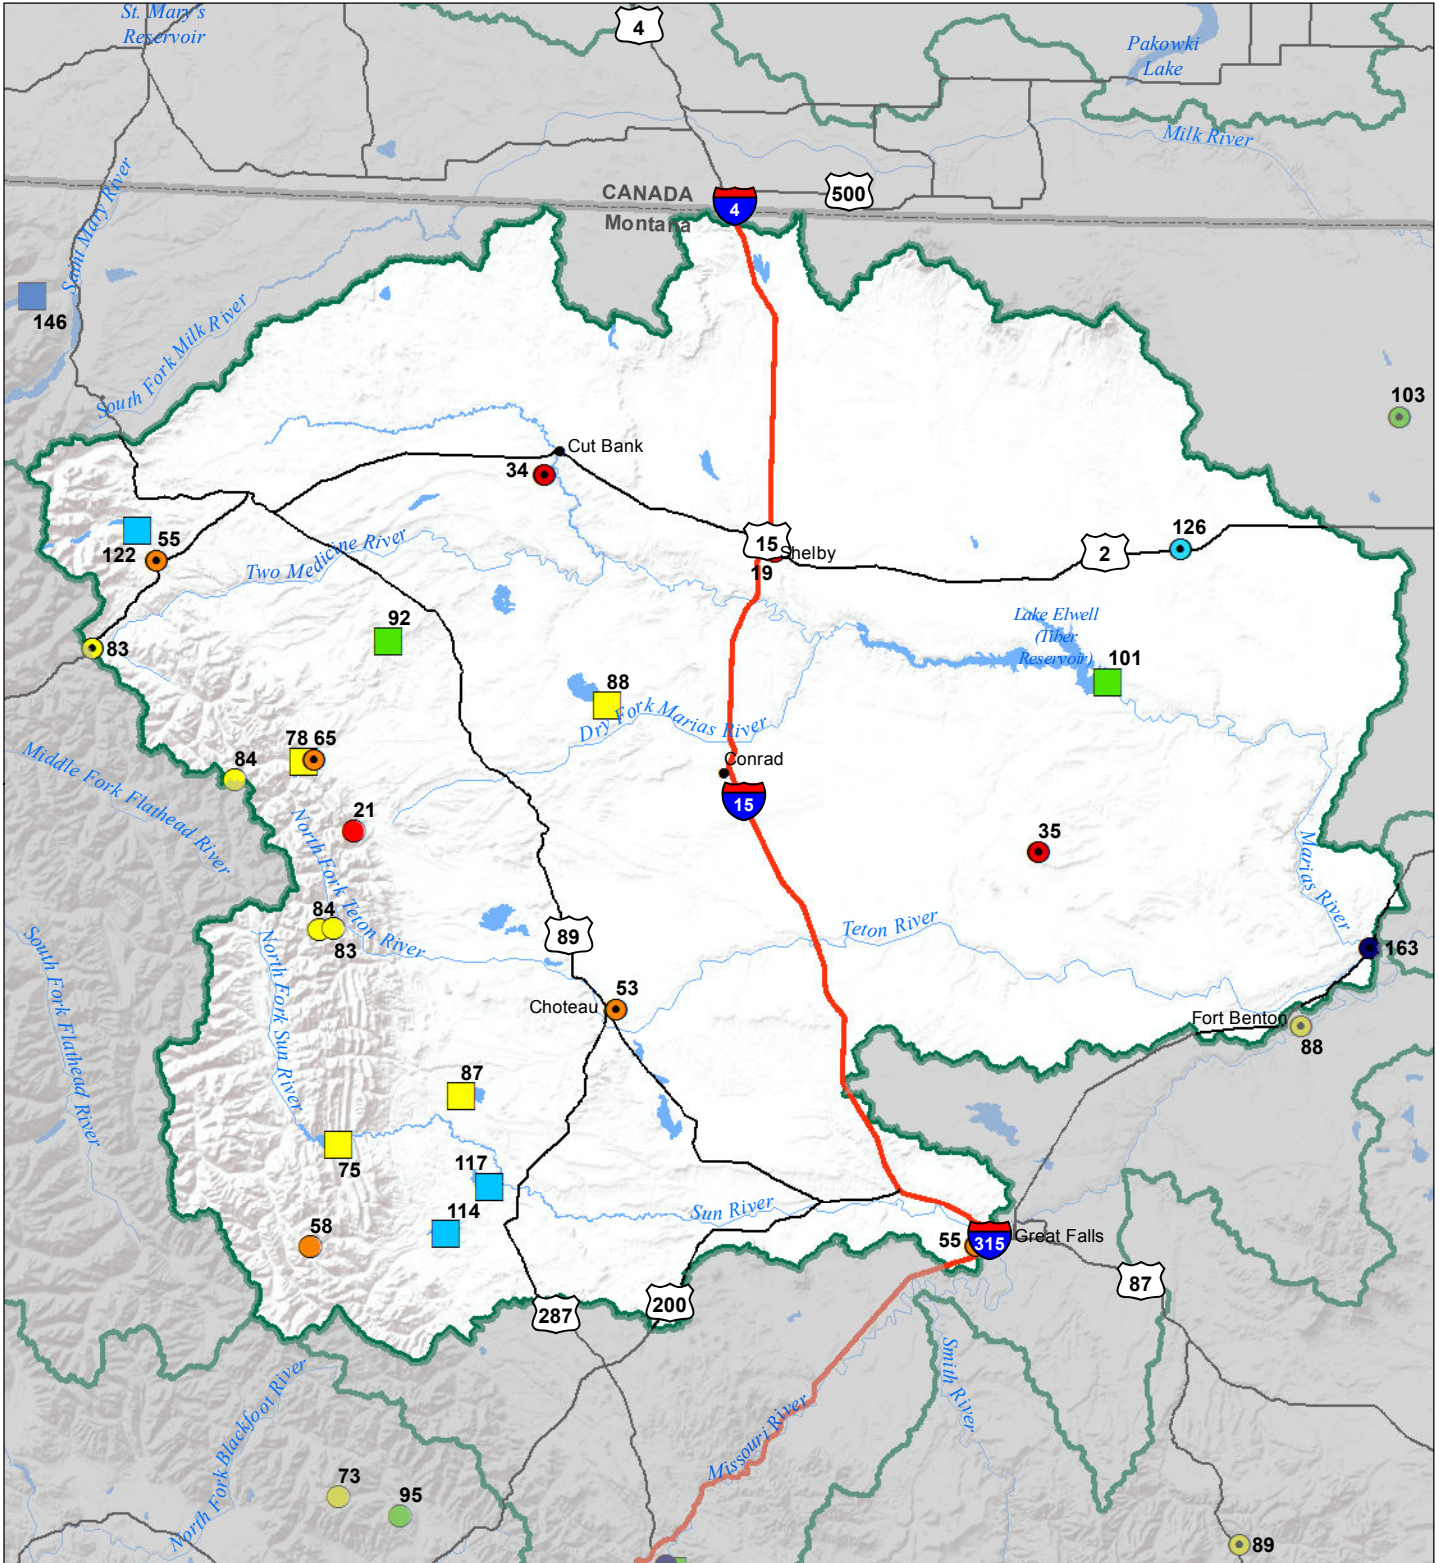 St. Mary's
Reservoir
4
Pakowki
Lake
Milk River
CANADA
Montana
4
500
Saint Mary River
146
South Fork Milk River
103
Cut Bank
34
122
55
Two Medicine River
15
Shelby
19
2
126
83
92
Lake Elwell
(Tiber
Reservoir)
101
88
Dry Fork Marias River
78
65
84
Middle Fork Flathead River
Conrad
15
21
35
Marias River
North Fork Teton River
84
83
89
Teton River
163
South Fork Flathead River
North Fork Sun River
Choteau
53
Fort Benton
88
87
75
117
114
Sun River
58
55
315
Great Falls
87
287
200
Smith River
North Fork Blackfoot River
Missouri River
73
95
89